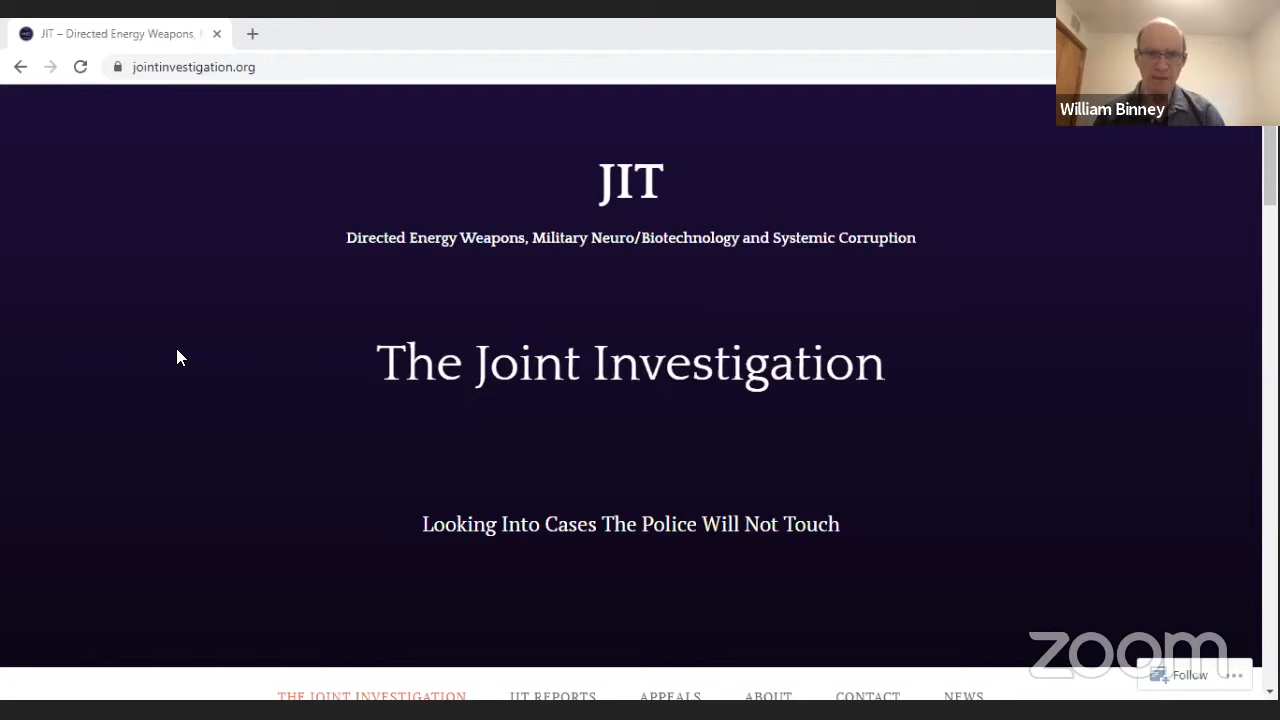 JIT – Directed Energy Weapons,
jointinvestigation.org
William Binney
JIT
Directed Energy Weapons, Military Neuro/Biotechnology and Systemic Corruption
The Joint Investigation
Looking Into Cases The Police Will Not Touch
zoom
Follow
THE JOINT INVESTIGATION JIT REPORTS APPEALS ABOUT CONTACT NEWS